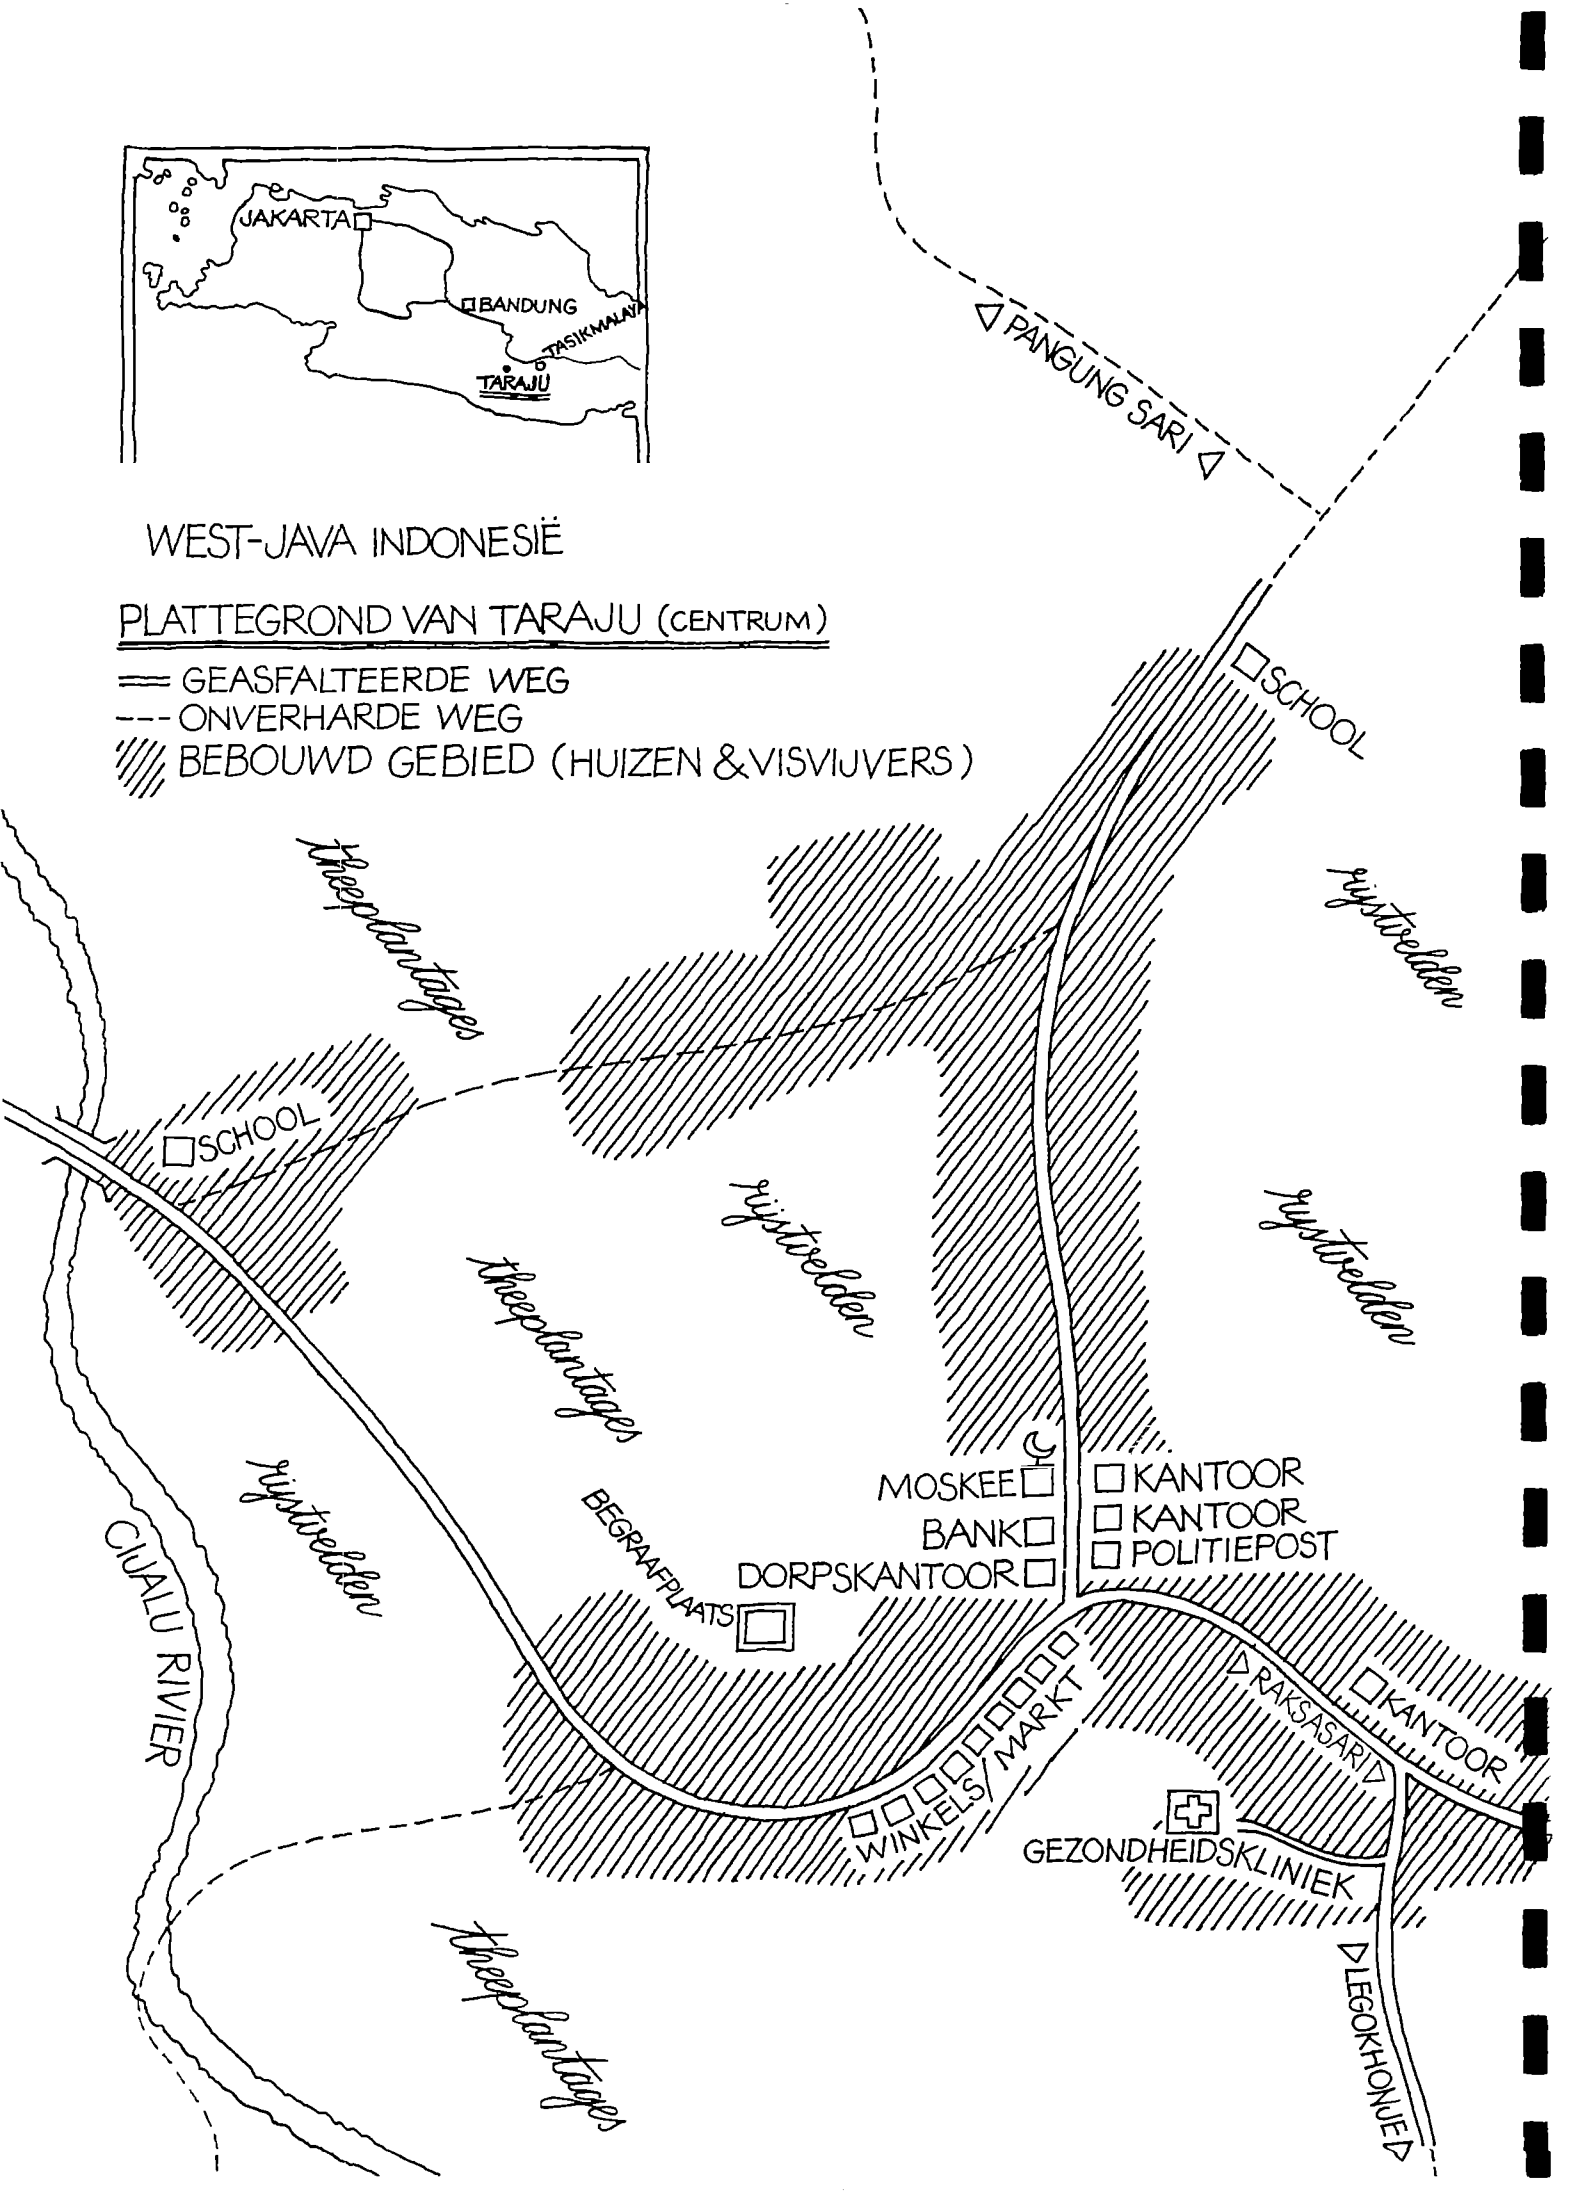 JAKARTA
BANDUNG
TASIKMALAYA
TARAJU
PANGUNG SARI
WEST-JAVA INDONESIË
PLATTEGROND VAN TARAJU (CENTRUM)
GEASFALTEERDE WEG
ONVERHARDE WEG
BEBOUWD GEBIED (HUIZEN & VISVIJVERS)
SCHOOL
theeplantages
rijstvelden
SCHOOL
rijstvelden
rijstvelden
theeplantages
rijstvelden
MOSKEE
KANTOOR
BANK
KANTOOR
DORPSKANTOOR
POLITIEPOST
BEGRAAFPLAATS
CIJALU RIVIER
RAKSASARI
KANTOOR
WINKELS/MARKT
GEZONDHEIDSKLINIEK
theeplantages
LEGOKHONJE